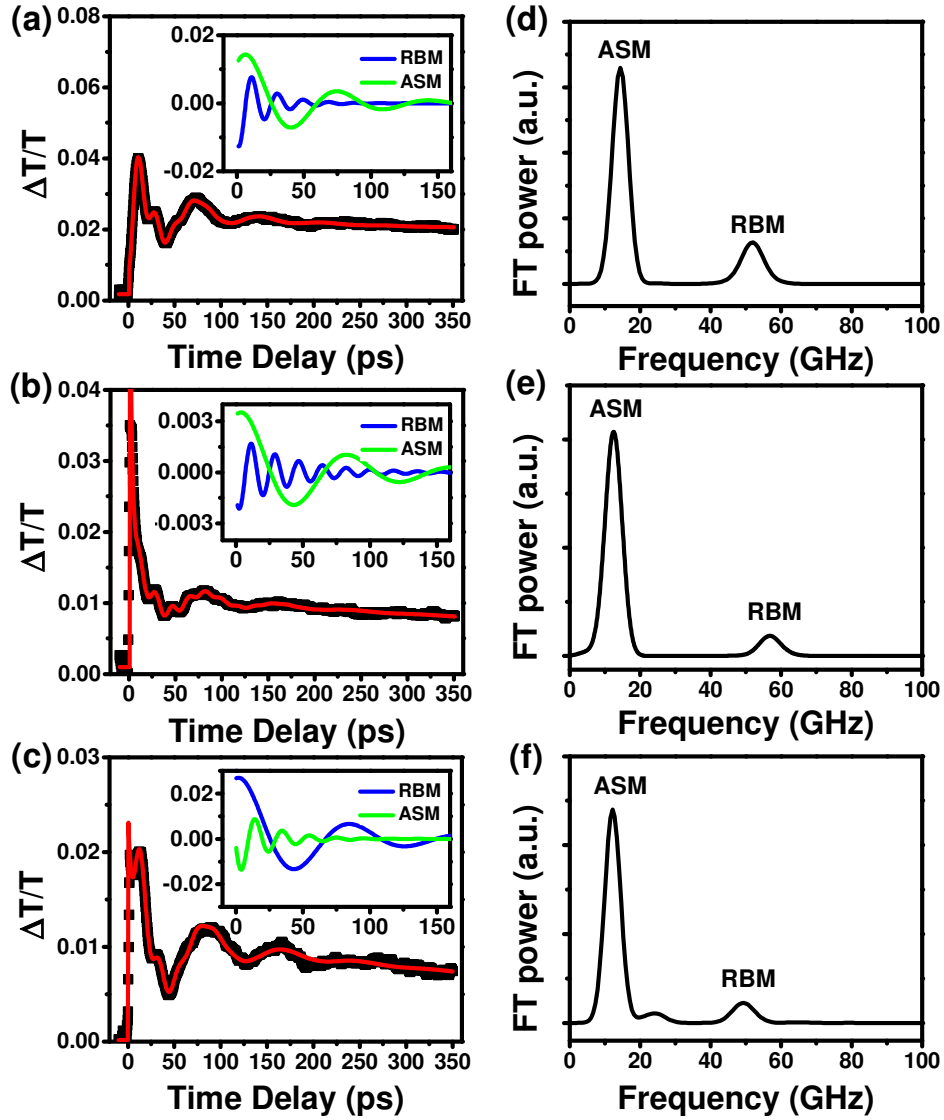 (a)
0.08
0.06
0.04
0.02
0.00
ΔT/T
0 50 100 150 200 250 300 350
Time Delay (ps)
0.02
0.00
-0.02
0 50 100 150
RBM
ASM
(d)
ASM
RBM
FT power (a.u.)
0 20 40 60 80 100
Frequency (GHz)
(b)
0.04
0.03
0.02
0.01
0.00
ΔT/T
0 50 100 150 200 250 300 350
Time Delay (ps)
0.003
0.000
-0.003
0 50 100 150
RBM
ASM
(e)
ASM
RBM
FT power (a.u.)
0 20 40 60 80 100
Frequency (GHz)
(c)
0.03
0.02
0.01
0.00
ΔT/T
0 50 100 150 200 250 300 350
Time Delay (ps)
0.02
0.00
-0.02
0 50 100 150
RBM
ASM
(f)
ASM
RBM
FT power (a.u.)
0 20 40 60 80 100
Frequency (GHz)